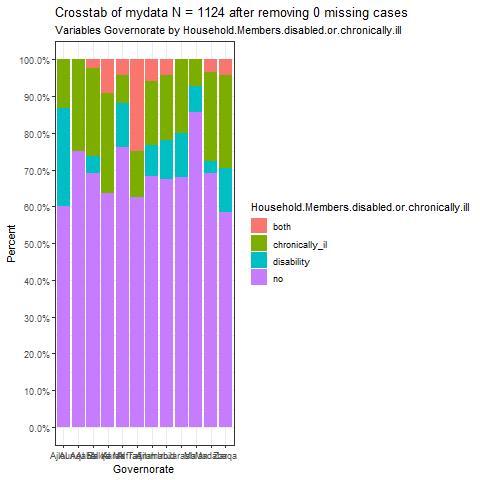 Crosstab of mydata N = 1124 after removing 0 missing cases
Variables Governorate by Household.Members.disabled.or.chronically.ill
100.0%
90.0%
80.0%
70.0%
60.0%
50.0%
40.0%
30.0%
20.0%
10.0%
0.0%
Percent
Governorate
Household.Members.disabled.or.chronically.ill
both
chronically_il
disability
no